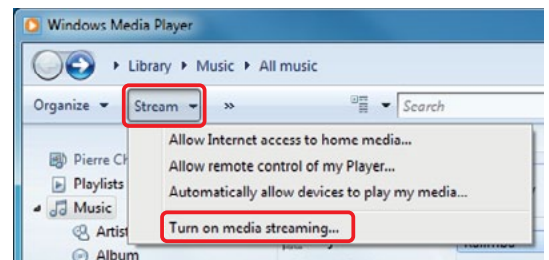 Windows Media Player
Library Music All music
Organize Stream » Search
Allow Internet access to home media...
Pierre
Allow remote control of my Player...
Playlists
Automatically allow devices to play my media...
Music
Turn on media streaming...
Album